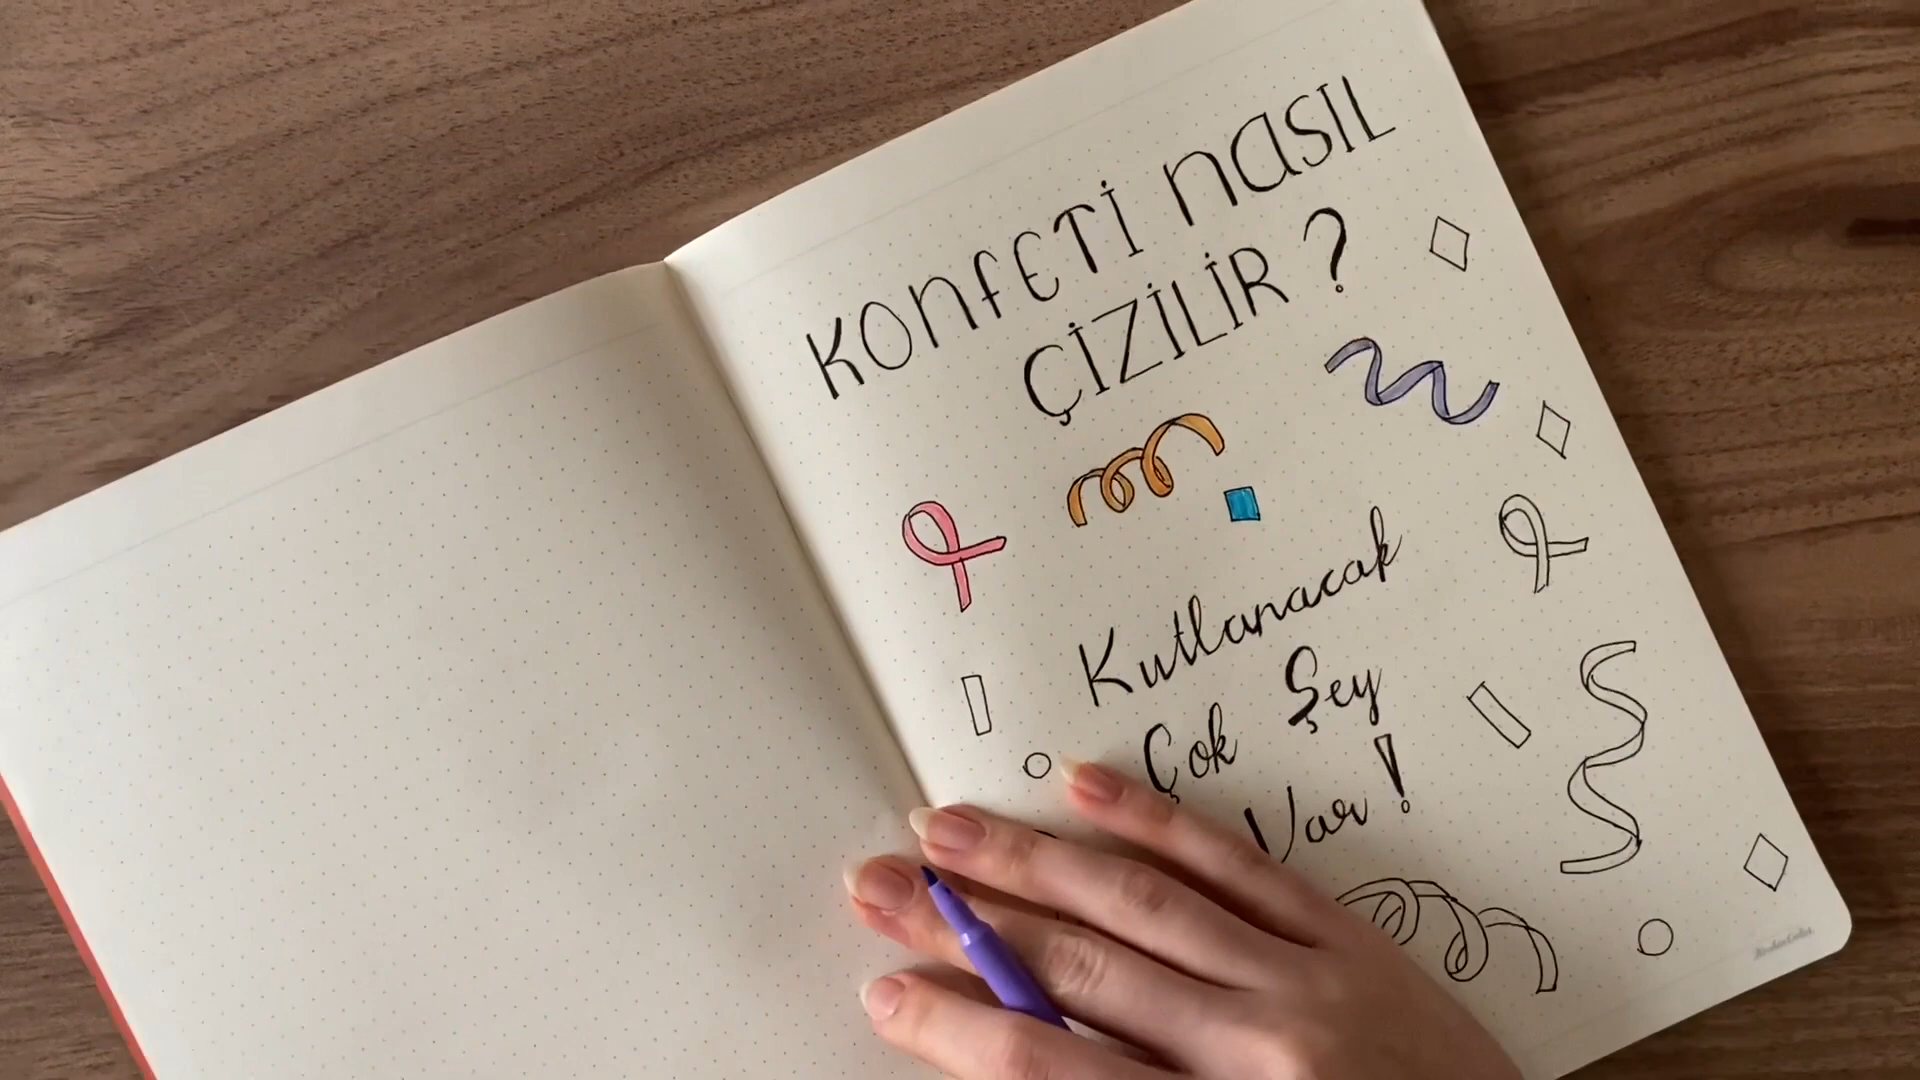 KONFETİ NASIL
ÇİZİLİR ?
Kutlanacak
Çok Şey
Var !